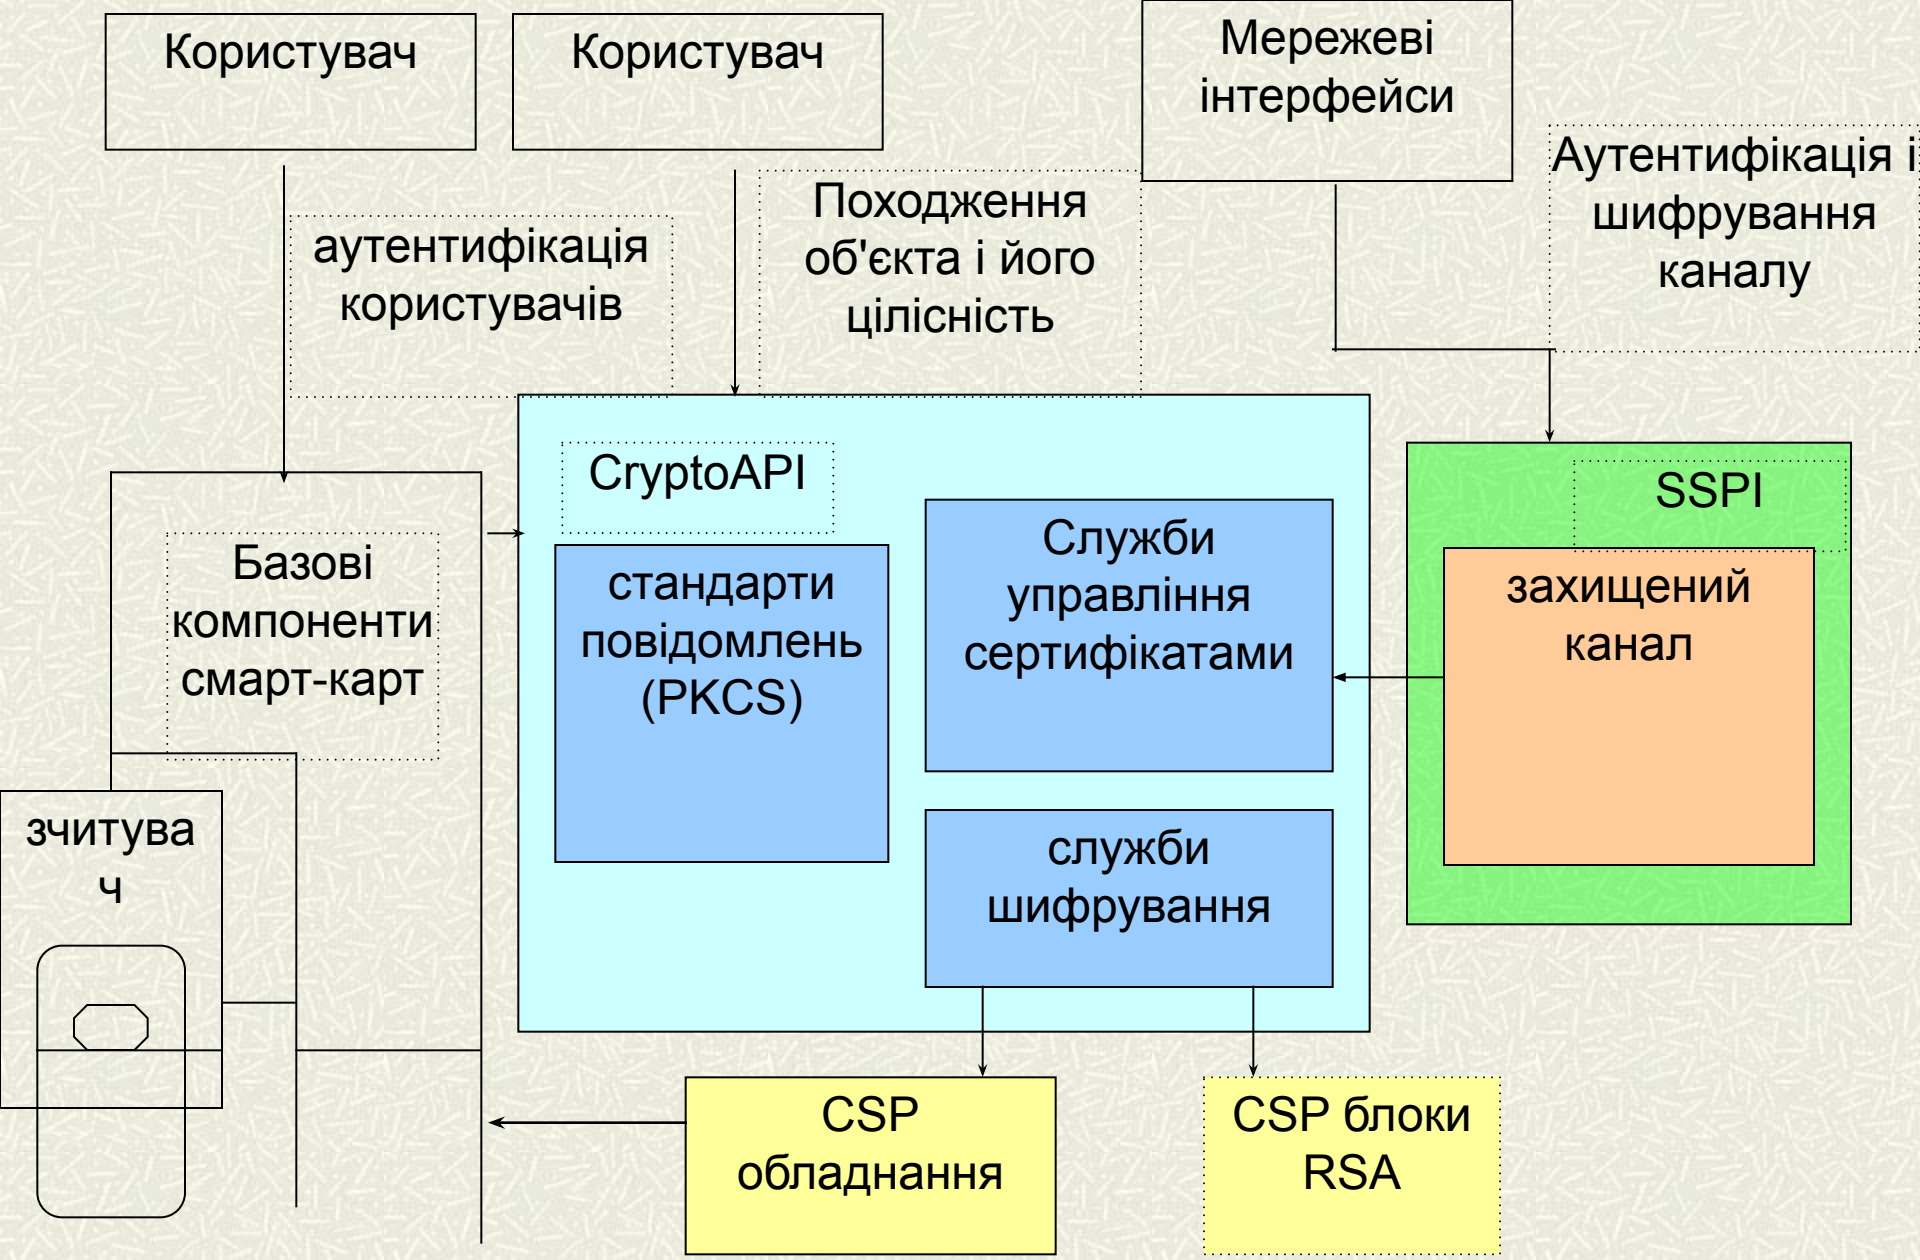 Користувач
Користувач
Мережеві
інтерфейси
Аутентифікація і
шифрування
каналу
аутентифікація
користувачів
Походження
об'єкта і його
цілісність
CryptoAPI
SSPI
Базові
компоненти
смарт-карт
стандарти
повідомлень
(PKCS)
Служби
управління
сертифікатами
захищений
канал
зчитува
ч
служби
шифрування
CSP
обладнання
CSP блоки
RSA